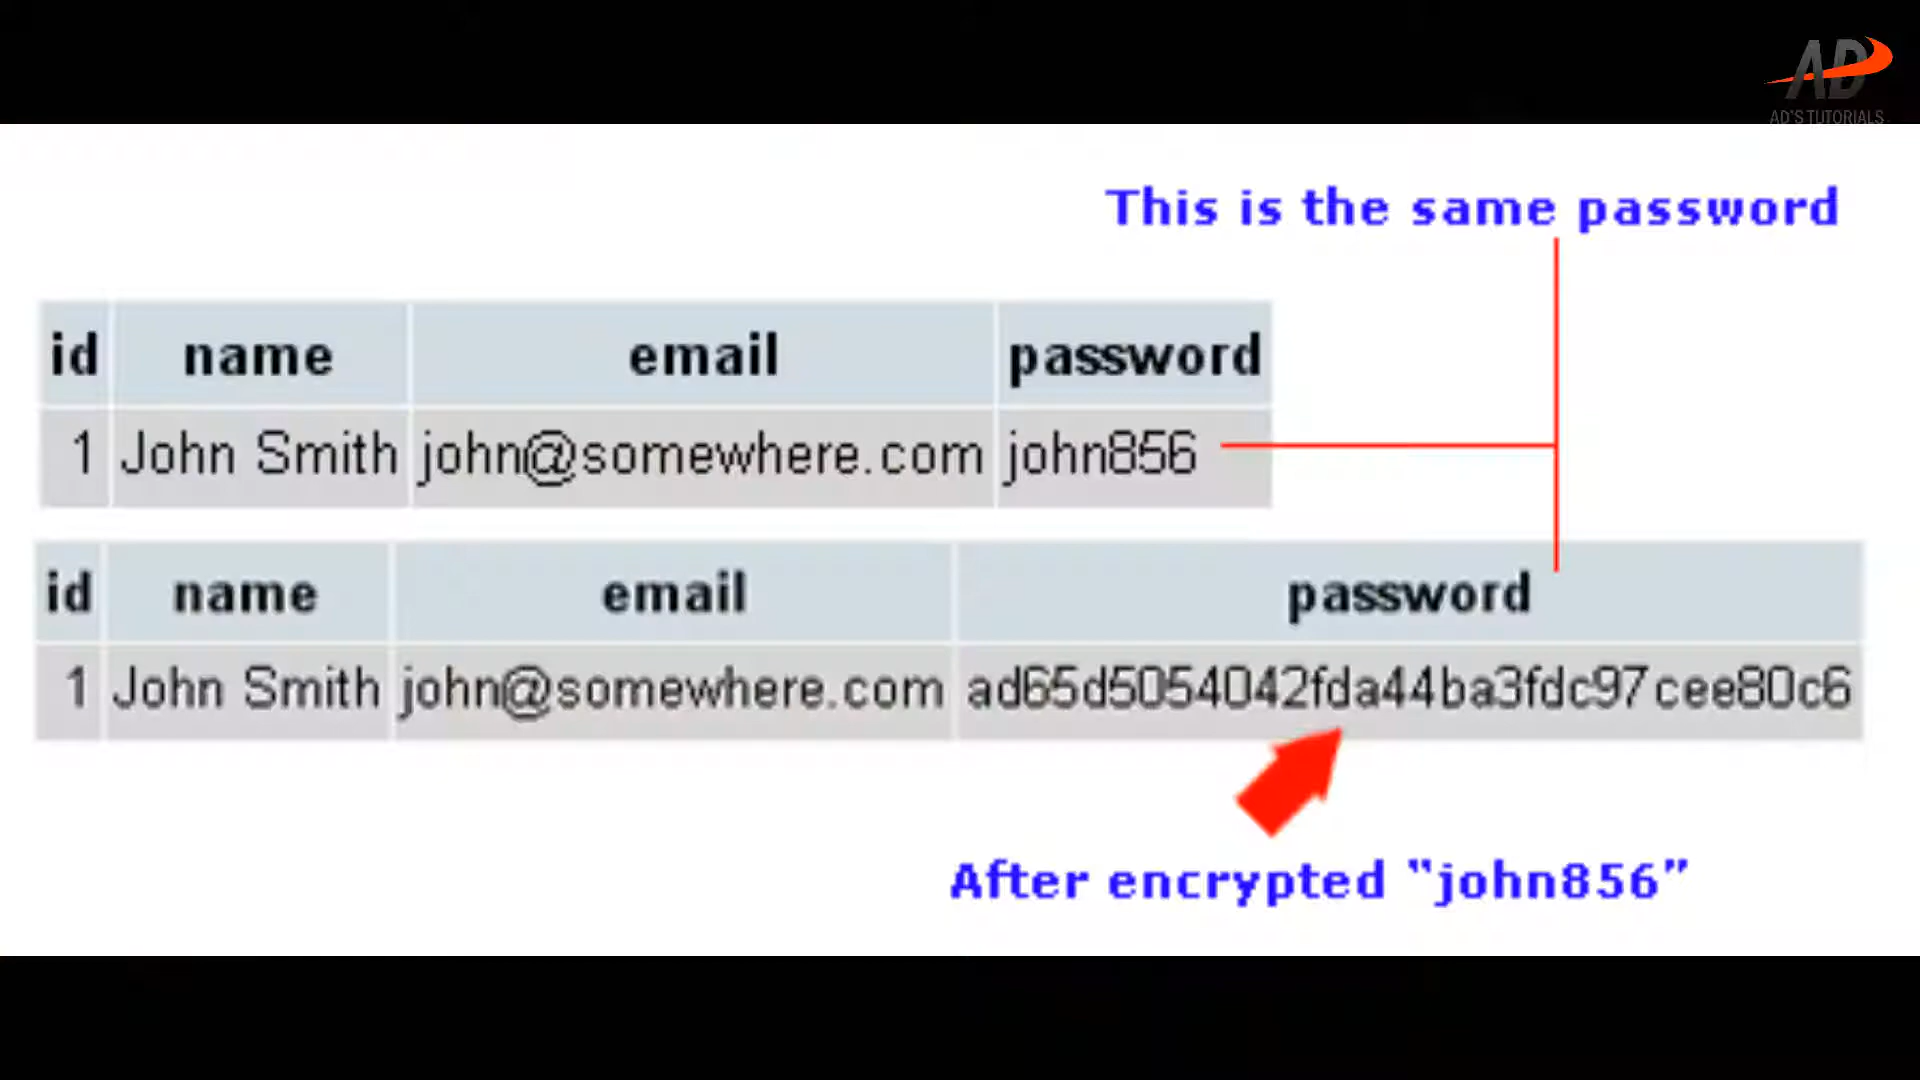 AD
AD'S TUTORIALS
This is the same password
id name email password
1 John Smith john@somewhere.com john856
id name email password
1 John Smith john@somewhere.com ad65d5054042fda44ba3fdc97cee80c6
After encrypted “john856”